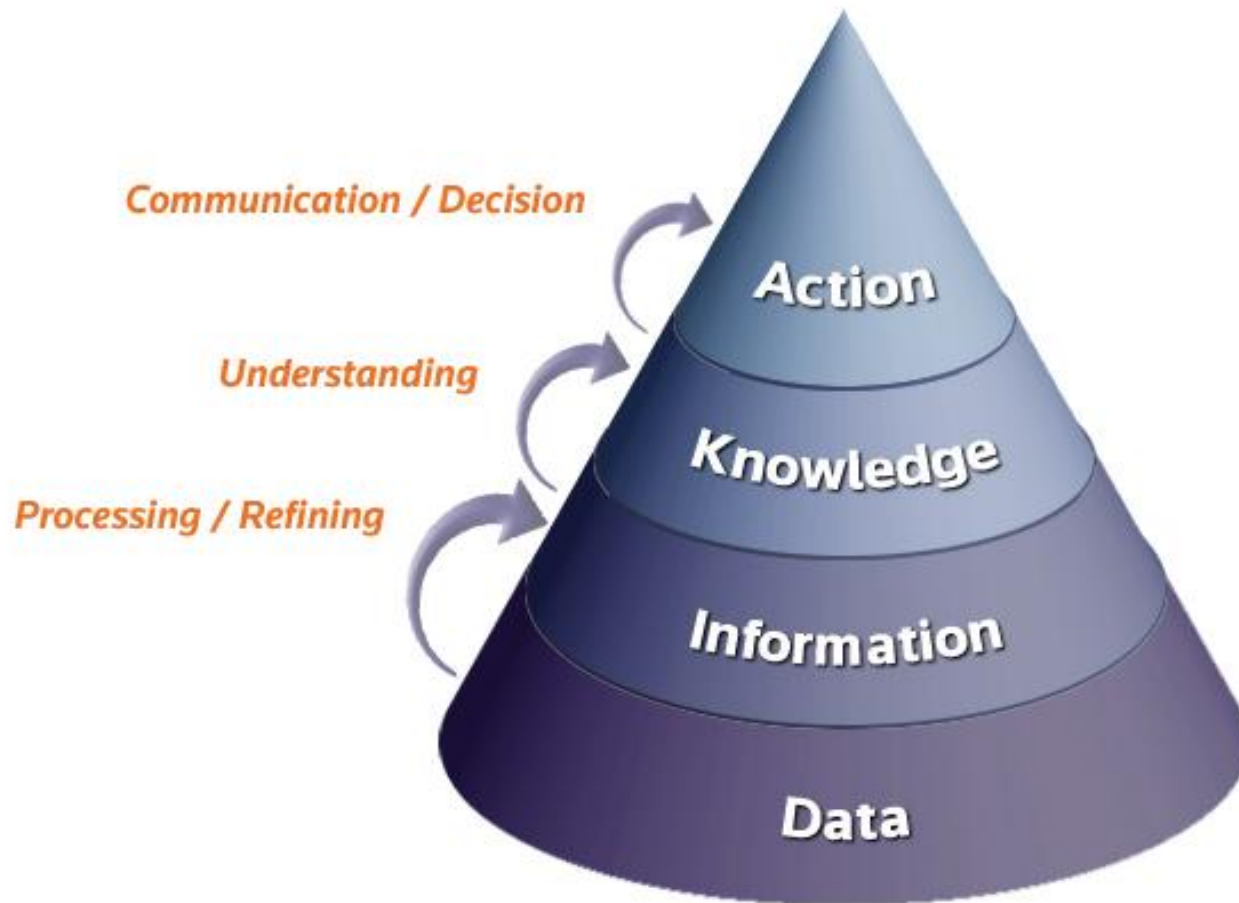 Communication / Decision
Action
Understanding
Knowledge
Processing / Refining
Information
Data